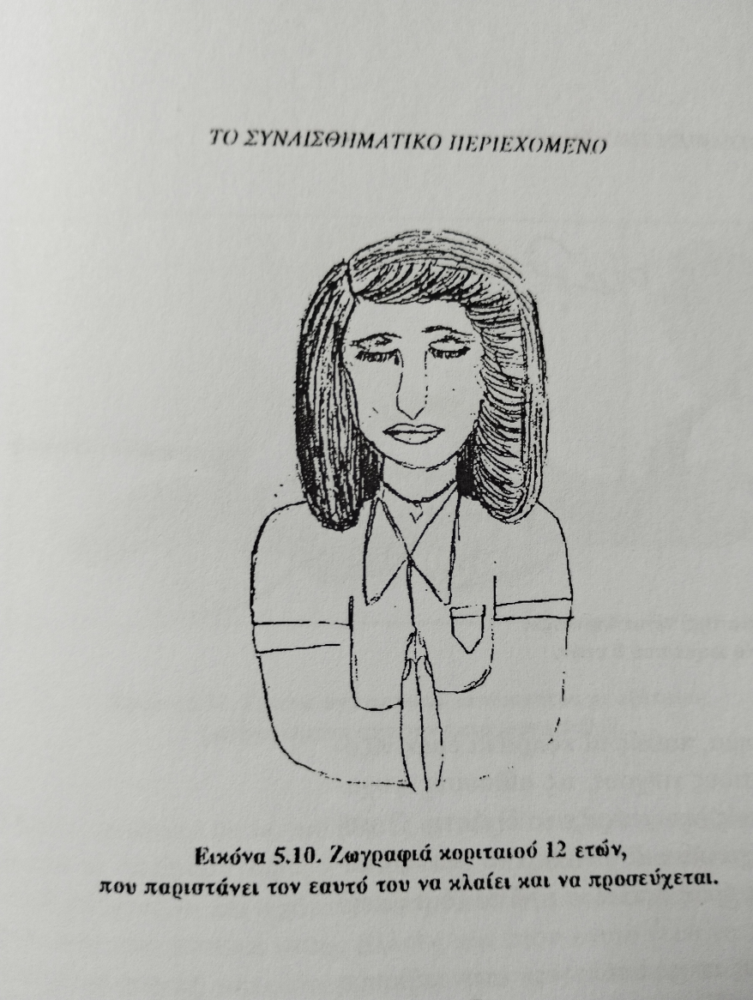 ΤΟ ΣΥΝΑΙΣΘΗΜΑΤΙΚΟ ΠΕΡΙΕΧΟΜΕΝΟ
Εικόνα 5.10. Ζωγραφιά κοριτσιού 12 ετών,
που παριστάνει τον εαυτό του να κλαίει και να προσεύχεται.